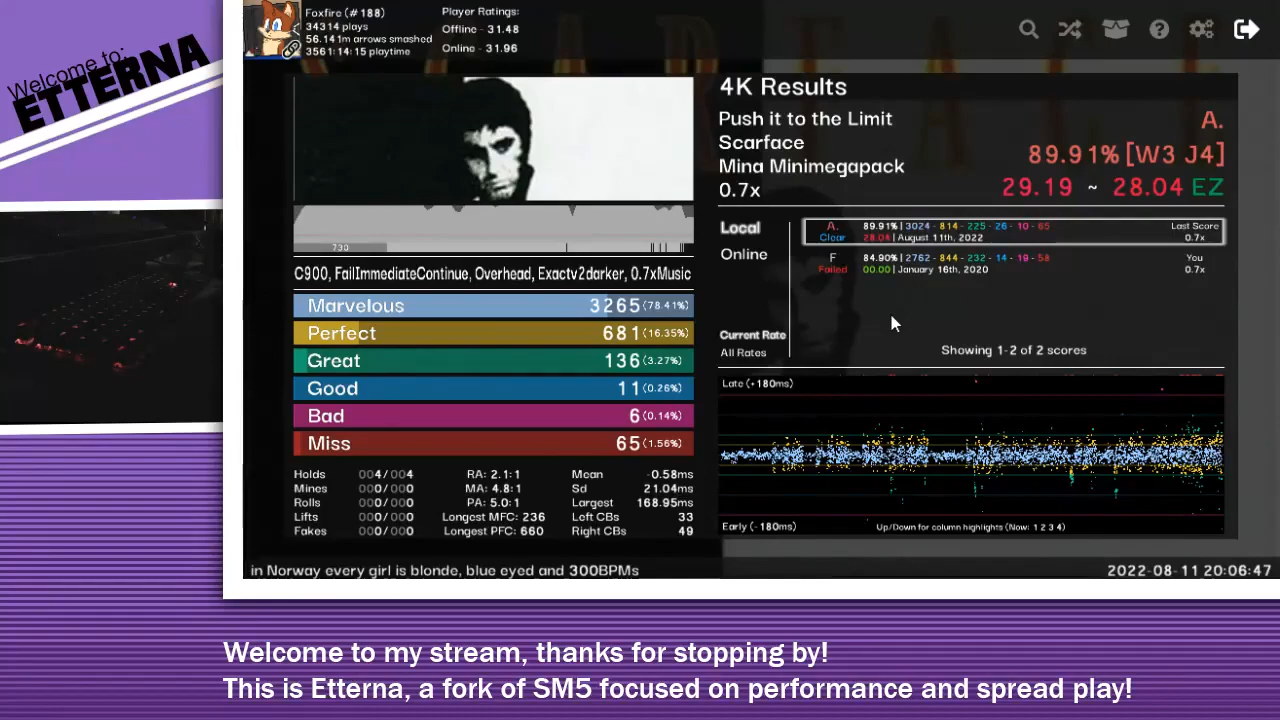 Welcome to:
ETTERNA
Foxfire (#188)
34314 plays
56.141m arrows smashed
3561:14:15 playtime
Player Ratings:
Offline - 31.48
Online - 31.96
4K Results
Push it to the Limit
Scarface
Mina Minimegapack
0.7x
A.
89.91% [W3 J4]
29.19 ~ 28.04 EZ
730
C900, FailImmediateContinue, Overhead, Exactv2darker, 0.7xMusic
Marvelous 3265 (78.41%)
Perfect 681 (16.35%)
Great 136 (3.27%)
Good 11 (0.26%)
Bad 6 (0.14%)
Miss 65 (1.56%)
Holds 004/004
Mines 000/000
Rolls 000/000
Lifts 000/000
Fakes 000/000
RA: 2.1:1
MA: 4.8:1
PA: 5.0:1
Longest MFC: 236
Longest PFC: 660
Mean -0.58ms
Sd 21.04ms
Largest 168.95ms
Left CBs 33
Right CBs 49
Local
Online
Current Rate
All Rates
A. 89.91% | 3024 - 814 - 225 - 26 - 10 - 65 Last Score
Clear 28.04 | August 11th, 2022 0.7x
F 84.90% | 2762 - 844 - 232 - 14 - 19 - 58 You
Failed 00.00 | January 16th, 2020 0.7x
Showing 1-2 of 2 scores
Late (+180ms)
Early (-180ms)
Up/Down for column highlights (Now: 1 2 3 4)
in Norway every girl is blonde, blue eyed and 300BPMs
2022-08-11 20:06:47
Welcome to my stream, thanks for stopping by!
This is Etterna, a fork of SM5 focused on performance and spread play!